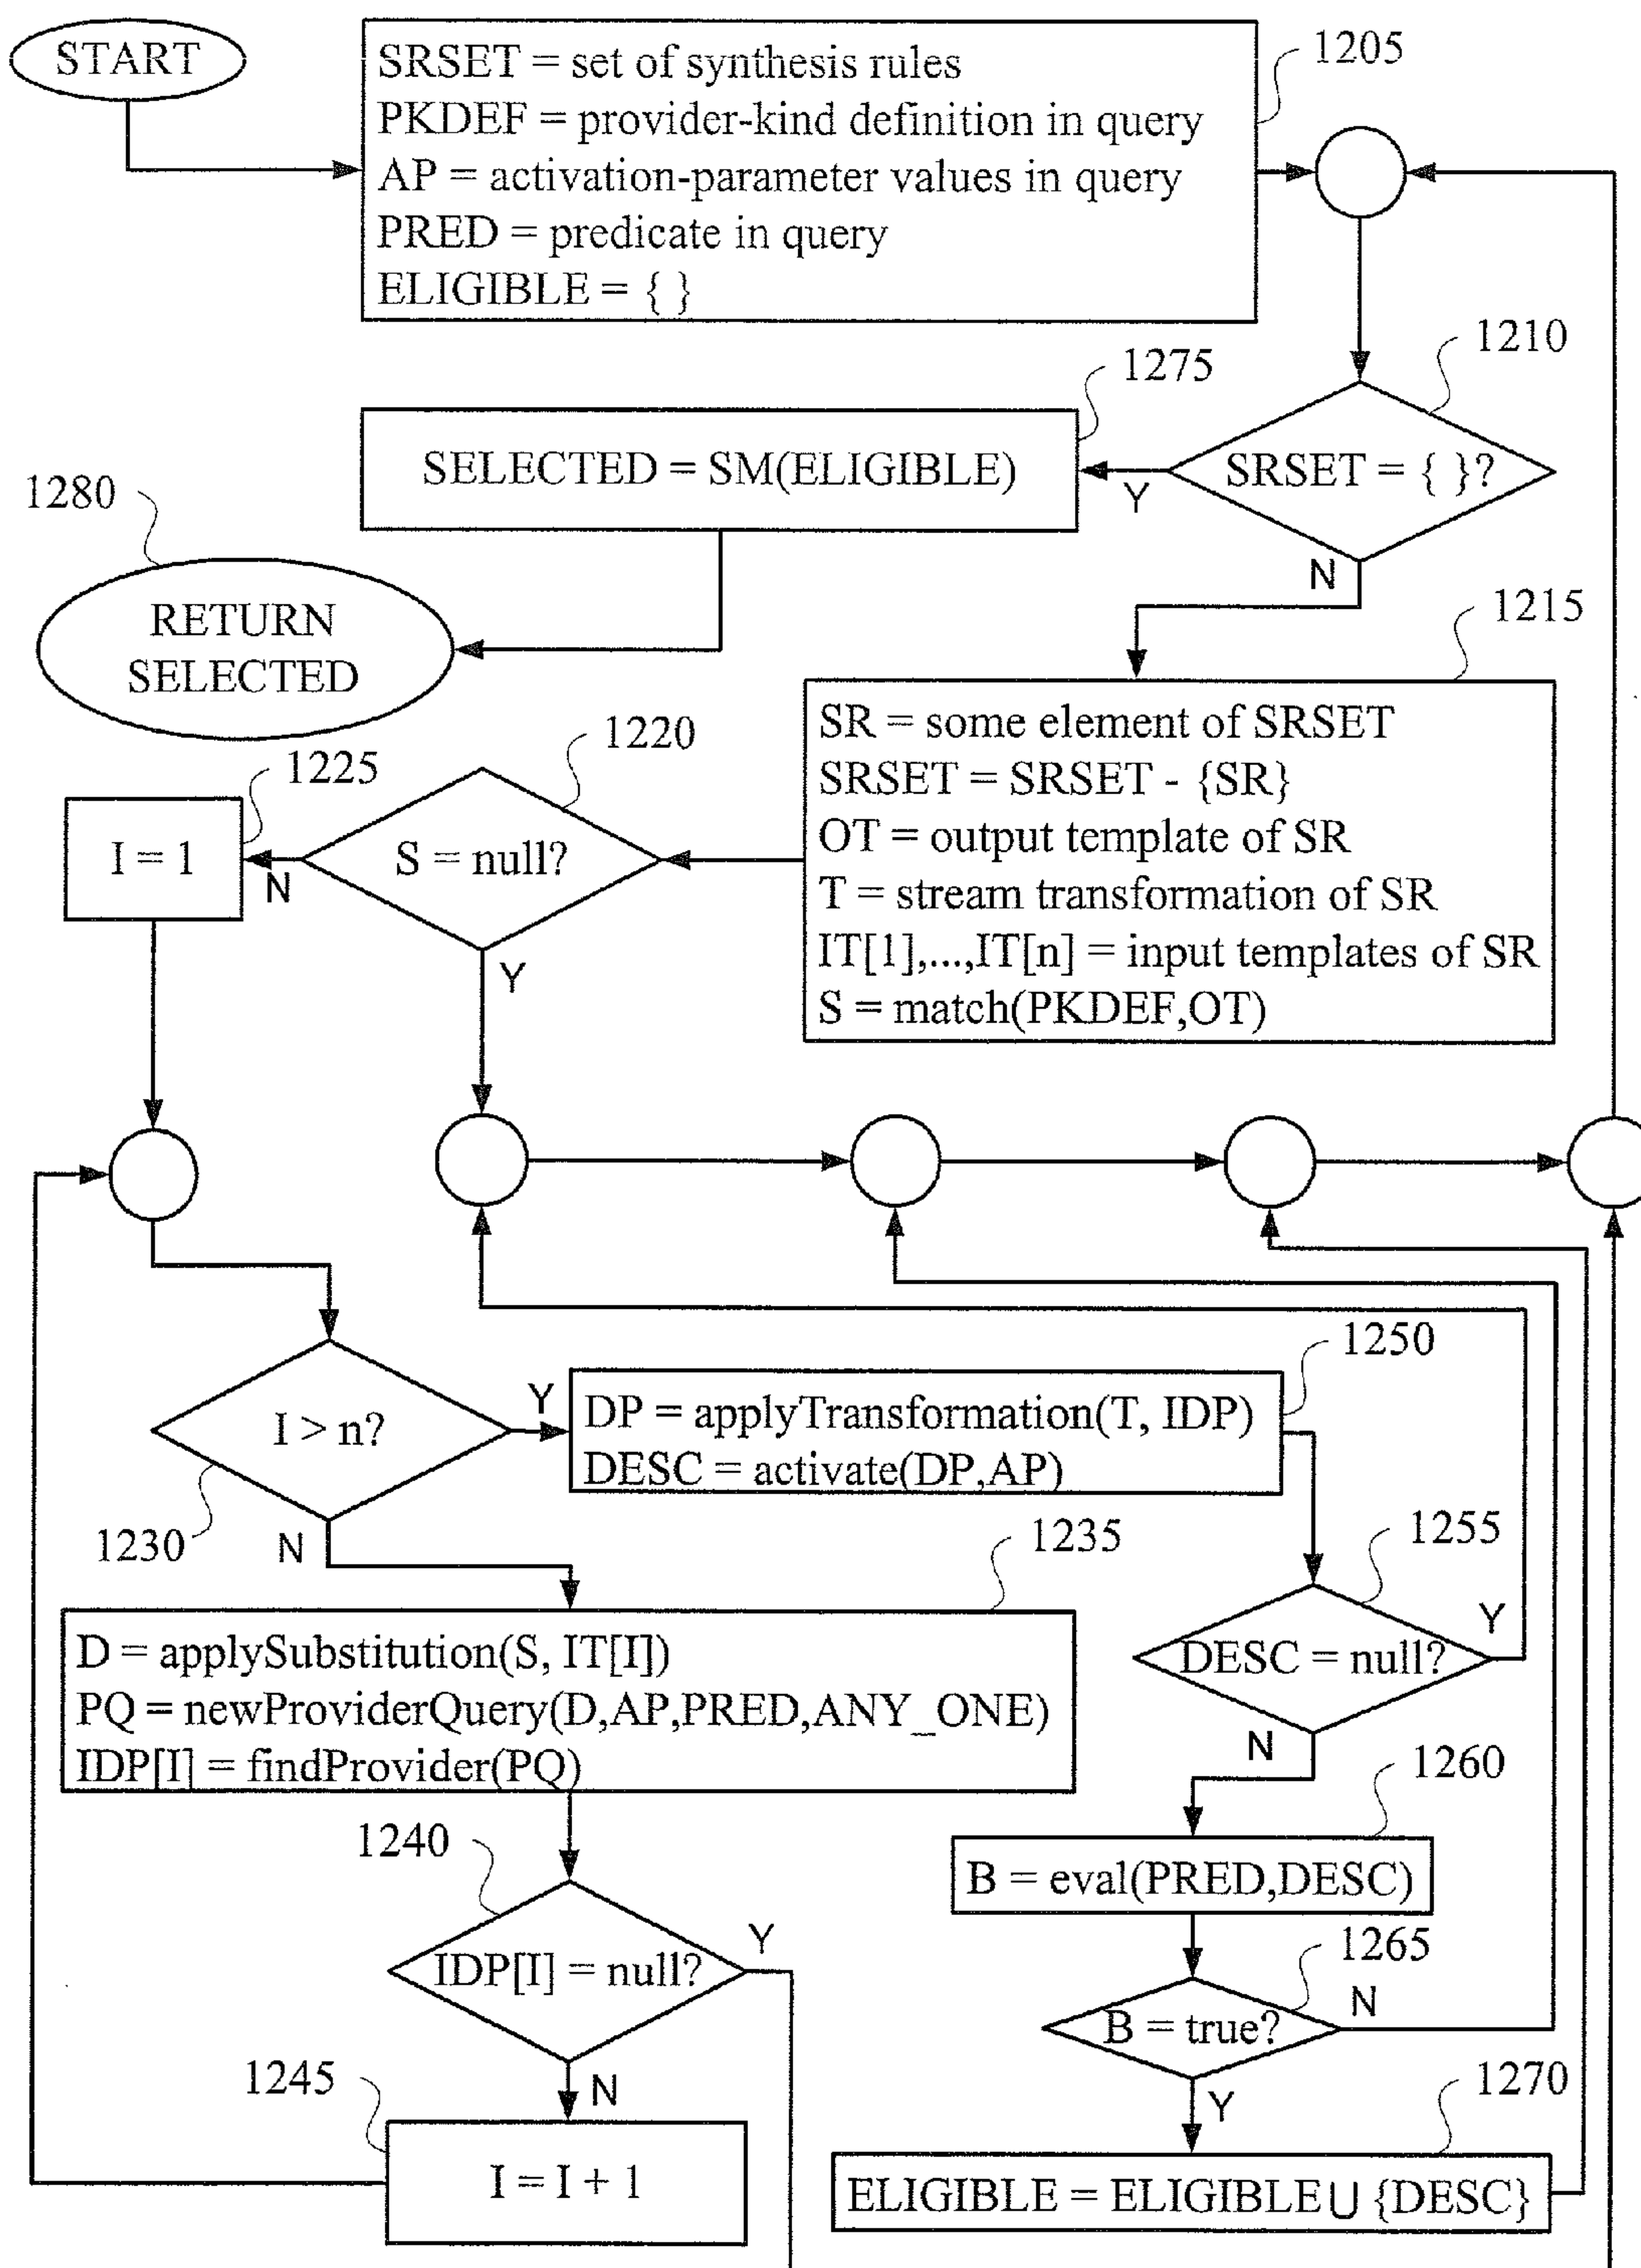 START
SRSET = set of synthesis rules
PKDEF = provider-kind definition in query
AP = activation-parameter values in query
PRED = predicate in query
ELIGIBLE = { }
1205
1210
SRSET = { }?
Y
N
1275
SELECTED = SM(ELIGIBLE)
1280
RETURN
SELECTED
1215
SR = some element of SRSET
SRSET = SRSET - {SR}
OT = output template of SR
T = stream transformation of SR
IT[1],...,IT[n] = input templates of SR
S = match(PKDEF,OT)
1220
S = null?
N
Y
1225
I = 1
I > n?
1230
Y
N
1250
DP = applyTransformation(T, IDP)
DESC = activate(DP,AP)
1235
D = applySubstitution(S, IT[I])
PQ = newProviderQuery(D,AP,PRED,ANY_ONE)
IDP[I] = findProvider(PQ)
1255
DESC = null?
Y
N
1240
IDP[I] = null?
Y
N
1260
B = eval(PRED,DESC)
1265
B = true?
N
Y
1245
I = I + 1
1270
ELIGIBLE = ELIGIBLE ∪ {DESC}